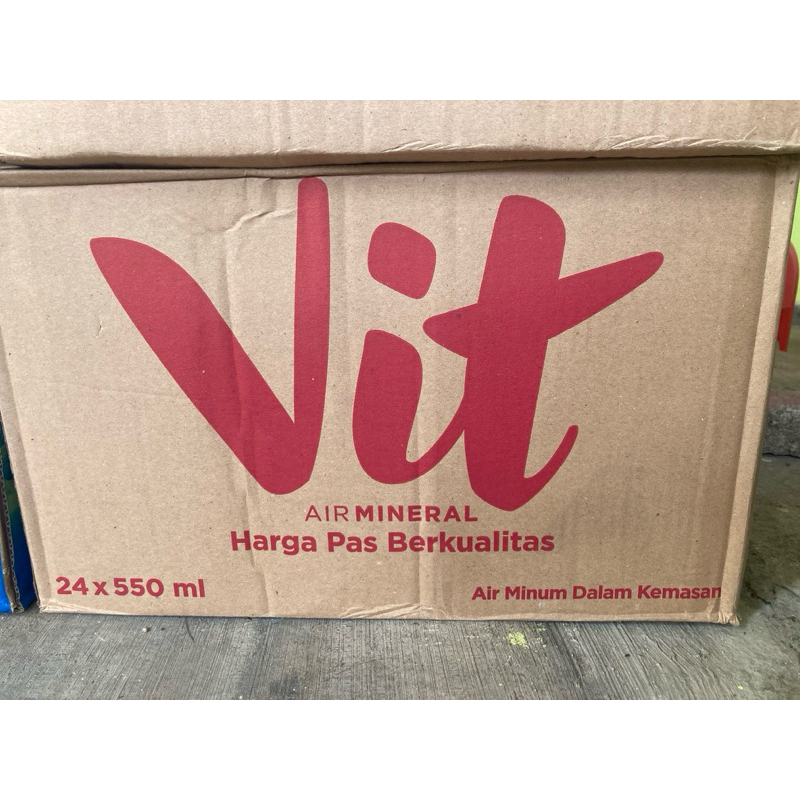 Vit
AIR MINERAL
Harga Pas Berkualitas
24 x 550 ml
Air Minum Dalam Kemasan